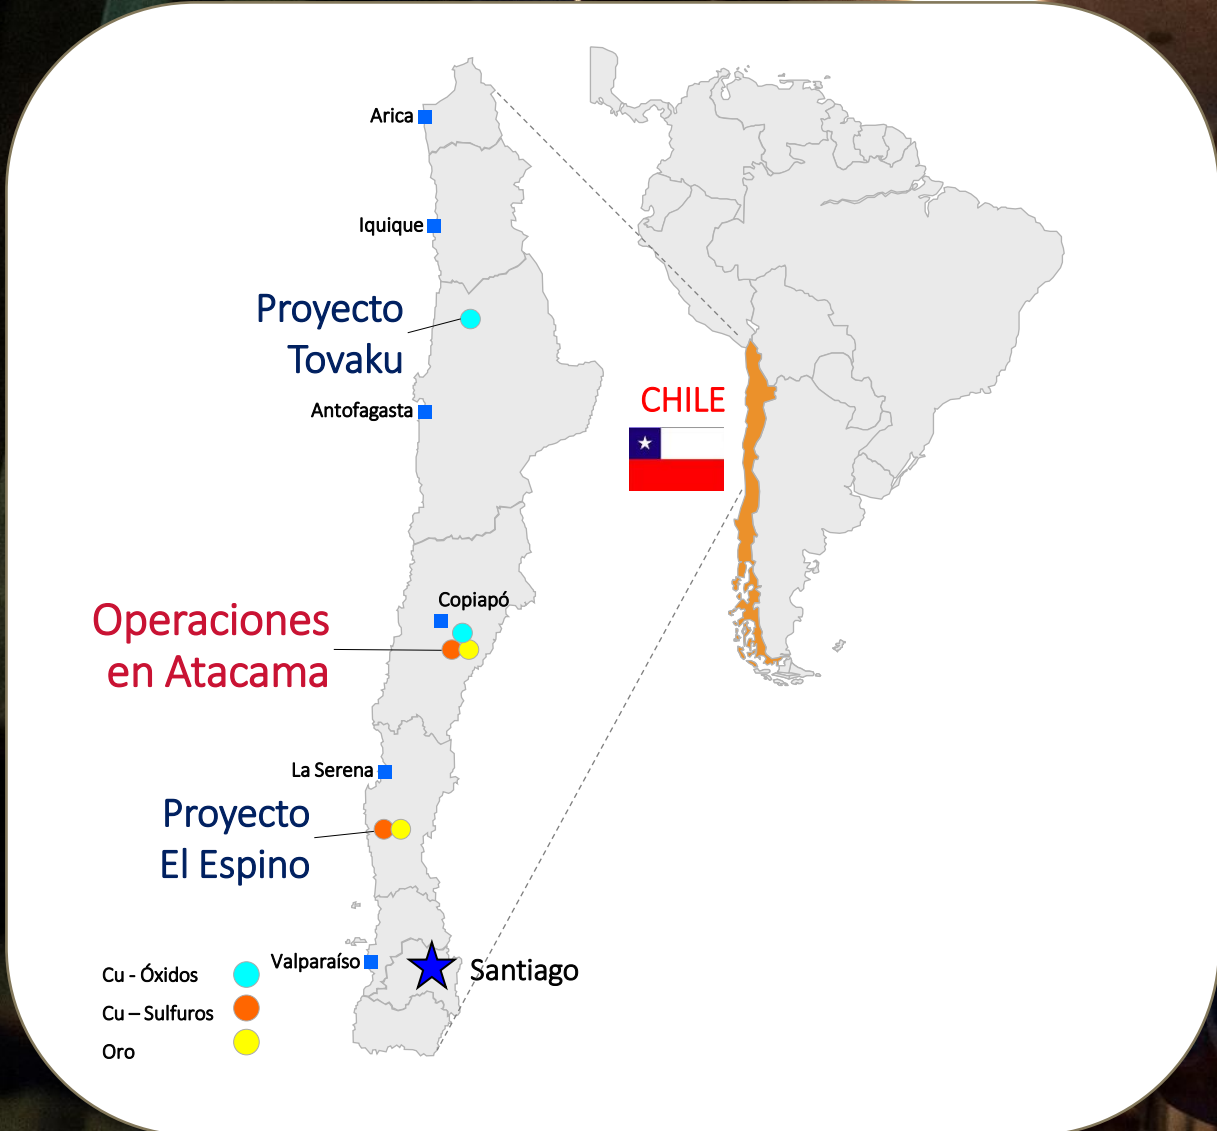 Arica
Iquique
Proyecto
Tovaku
Antofagasta
CHILE
Copiapó
Operaciones
en Atacama
La Serena
Proyecto
El Espino
Valparaíso
Santiago
Cu - Óxidos
Cu – Sulfuros
Oro